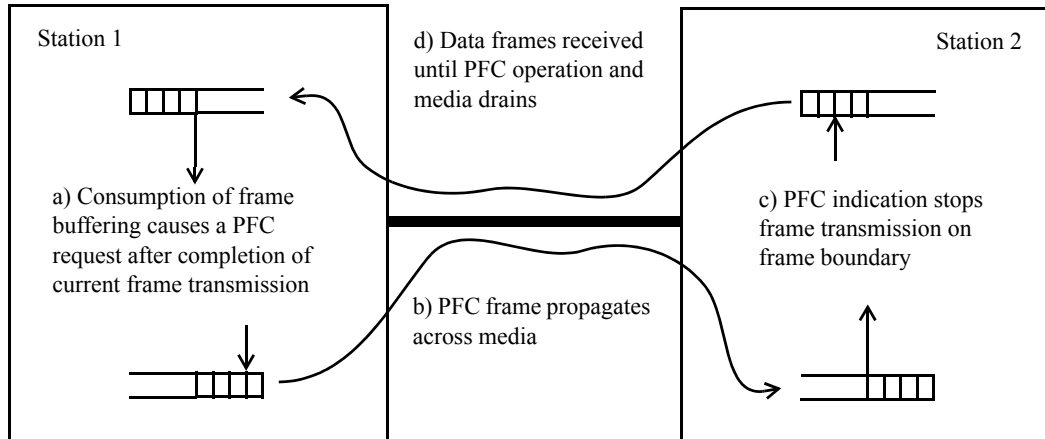 Station 1
d) Data frames received
until PFC operation and
media drains
Station 2
a) Consumption of frame
buffering causes a PFC
request after completion of
current frame transmission
c) PFC indication stops
frame transmission on
frame boundary
b) PFC frame propagates
across media